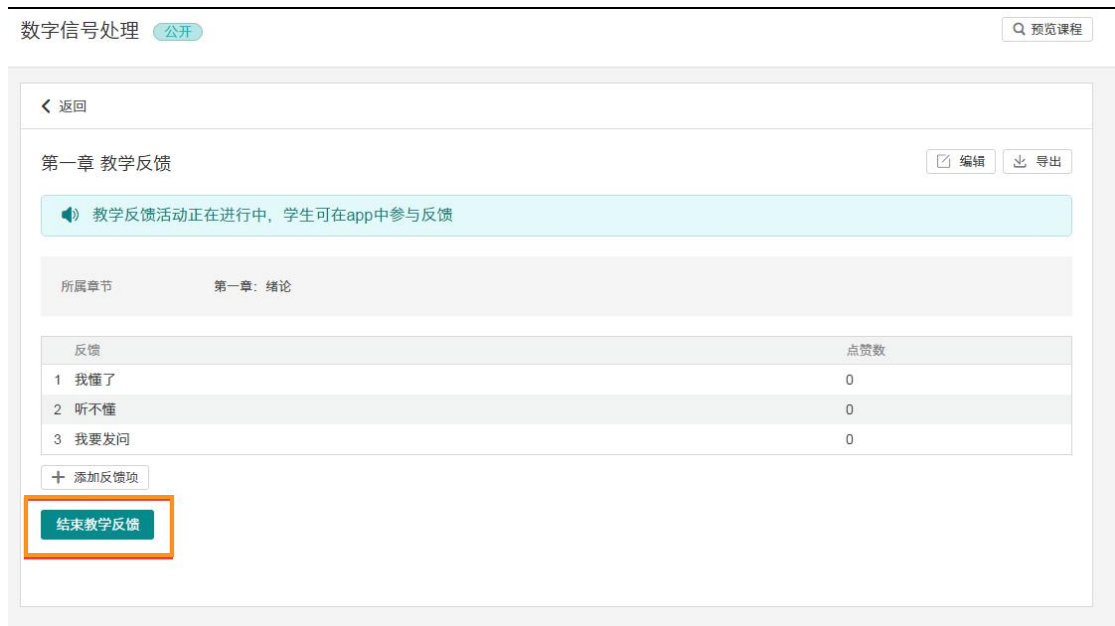 数字信号处理 公开 预览课程
返回
第一章 教学反馈 编辑 导出
教学反馈活动正在进行中，学生可在app中参与反馈
所属章节 第一章：绪论
反馈 点赞数
1 我懂了 0
2 听不懂 0
3 我要发问 0
添加反馈项
结束教学反馈